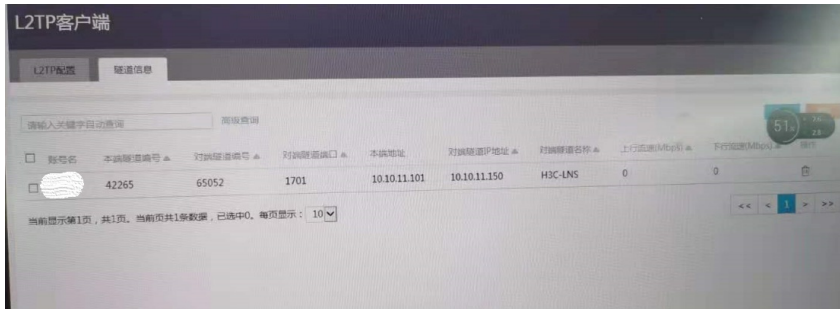 L2TP客户端
L2TP配置 隧道信息
请输入关键字自动查询 高级查询
账号名 本端隧道编号 对端隧道编号 对端隧道端口 本端地址 对端隧道IP地址 对端隧道名称 上行流速(Mbps) 下行流速(Mbps) 操作
42265 65052 1701 10.10.11.101 10.10.11.150 H3C-LNS 0 0
当前显示第1页，共1页。当前页共1条数据，已选中0。每页显示： 10
<< < 1 > >>
51